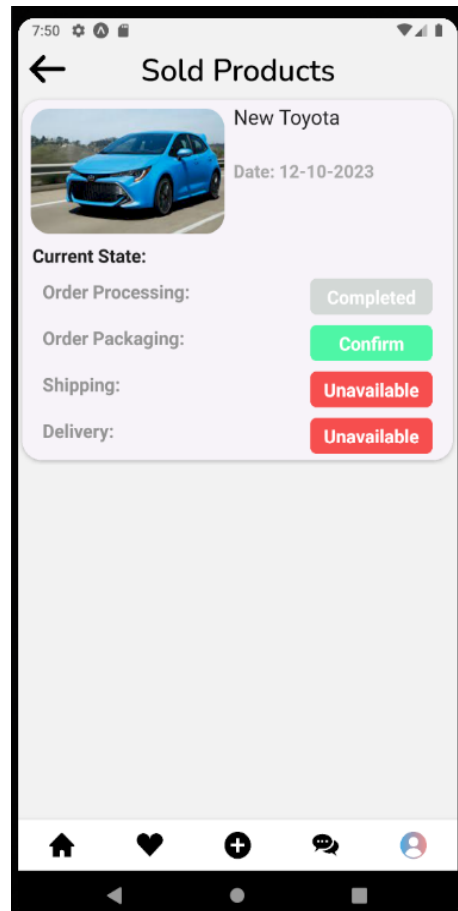 7:50
Sold Products
New Toyota
Date: 12-10-2023
Current State:
Order Processing: Completed
Order Packaging: Confirm
Shipping: Unavailable
Delivery: Unavailable